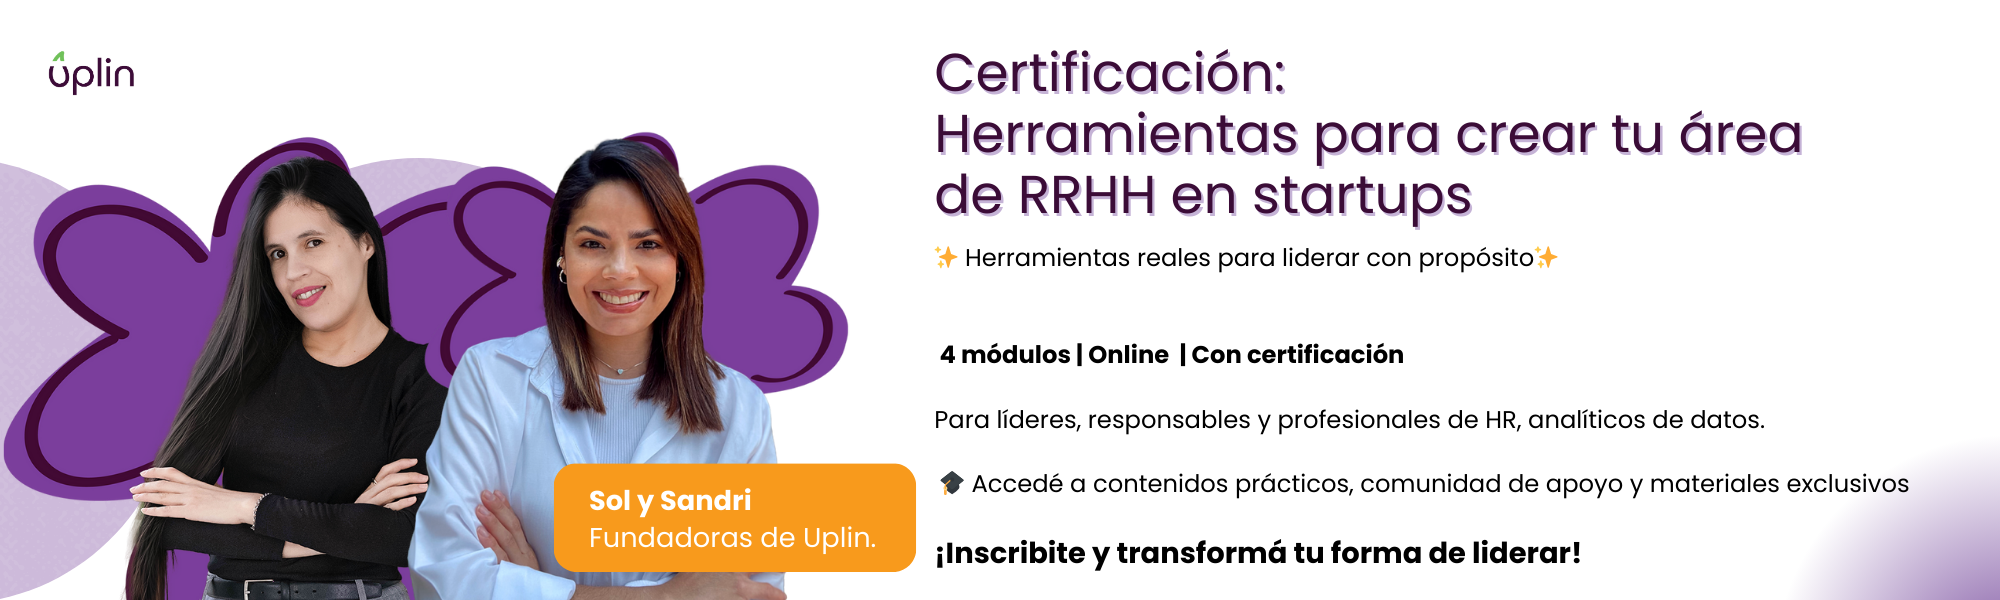 uplin
Certificación:
Herramientas para crear tu área
de RRHH en startups
✨ Herramientas reales para liderar con propósito✨
4 módulos | Online | Con certificación
Para líderes, responsables y profesionales de HR, analíticos de datos.
🎓 Accedé a contenidos prácticos, comunidad de apoyo y materiales exclusivos
¡Inscribite y transformá tu forma de liderar!
Sol y Sandri
Fundadoras de Uplin.